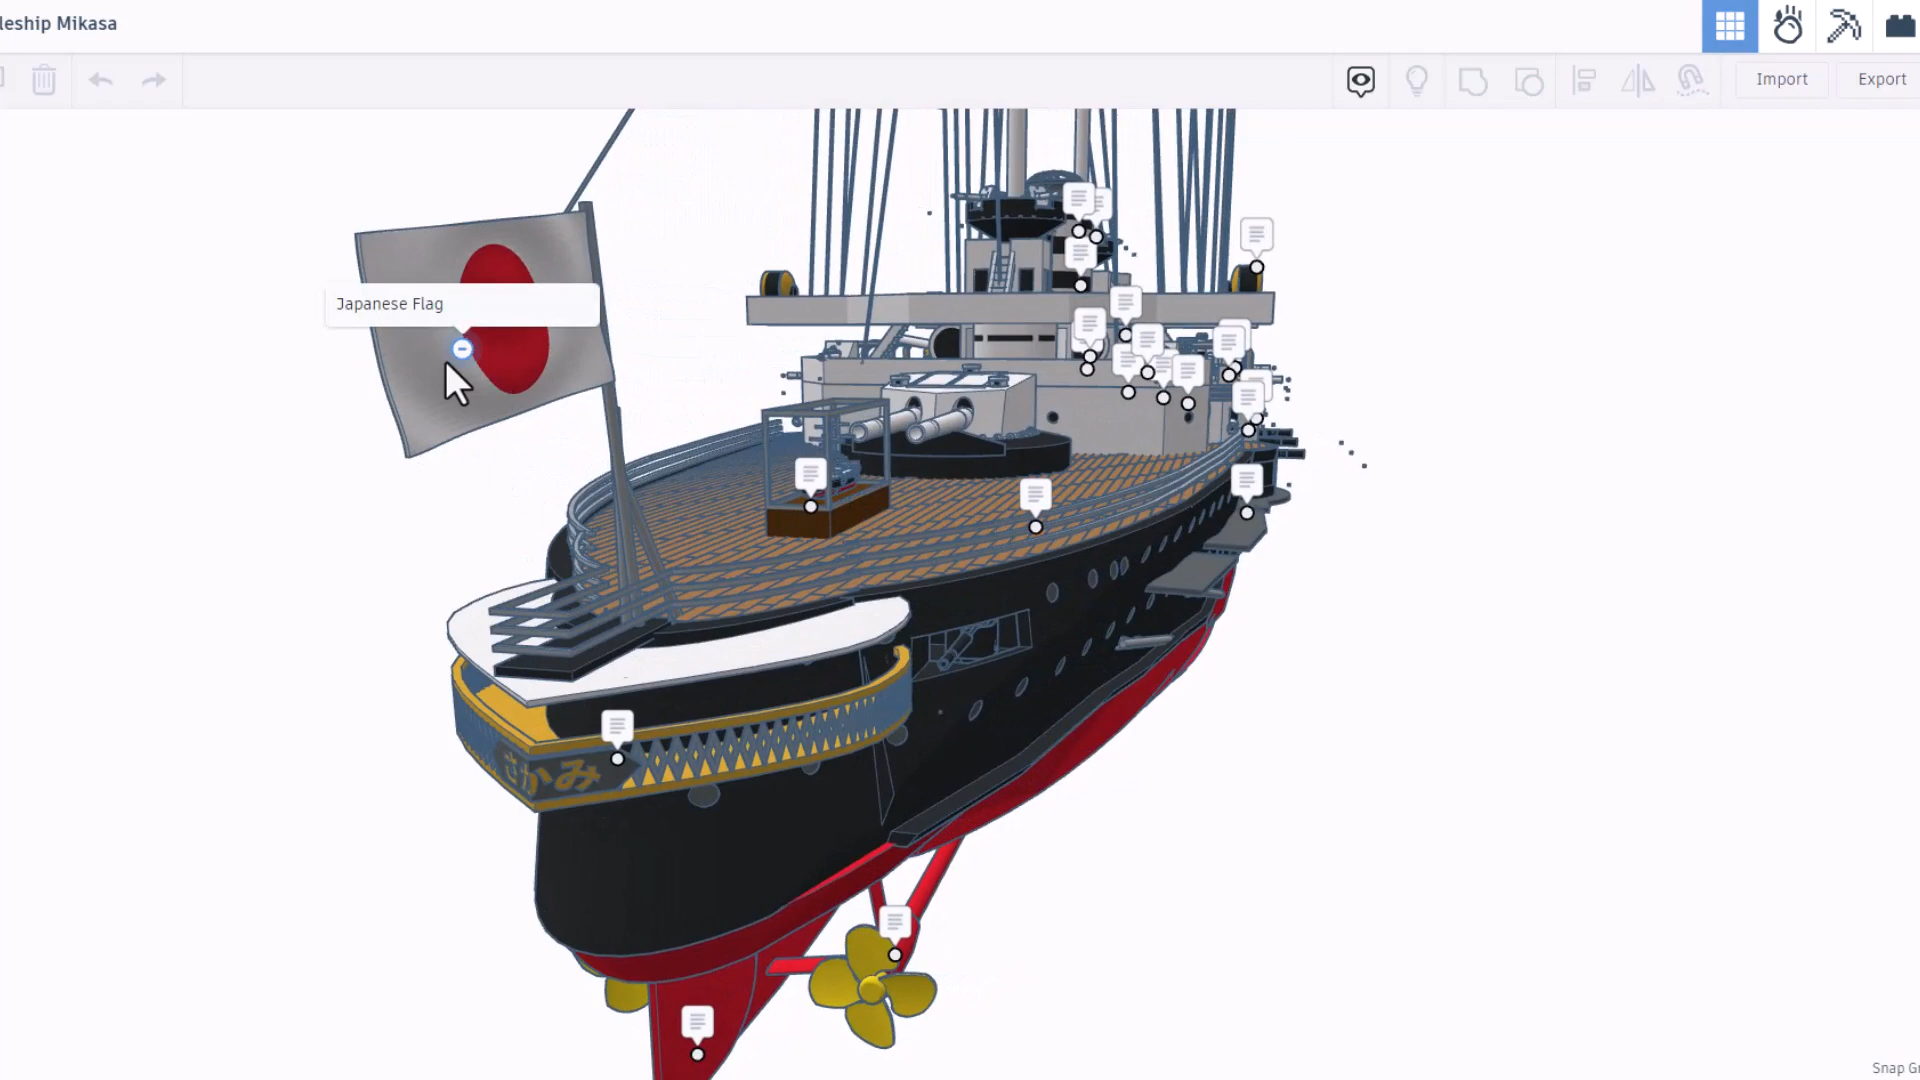 leship Mikasa
Import
Export
Japanese Flag
さかみ
Snap Gr